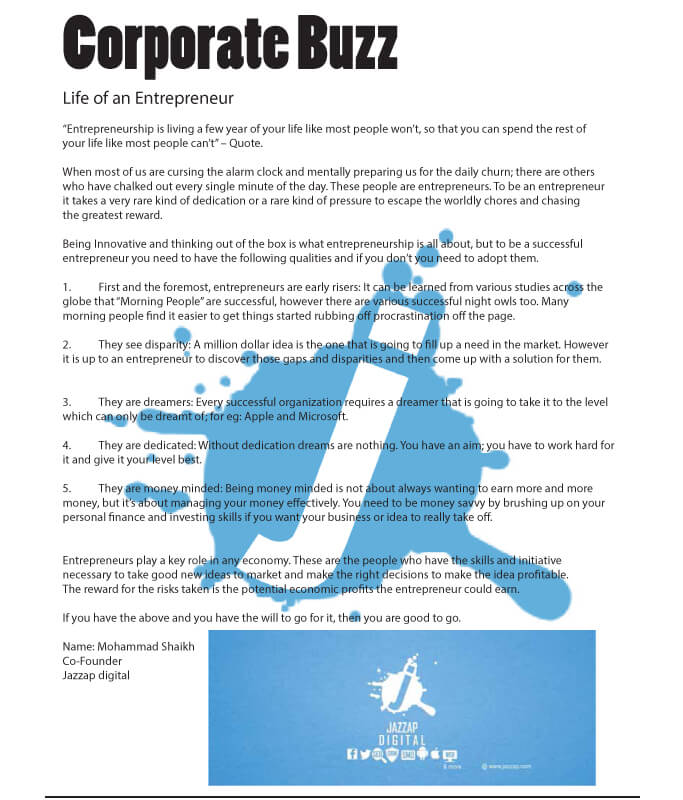 Corporate Buzz
Life of an Entrepreneur
“Entrepreneurship is living a few year of your life like most people won’t, so that you can spend the rest of
your life like most people can’t” – Quote.
When most of us are cursing the alarm clock and mentally preparing us for the daily churn; there are others
who have chalked out every single minute of the day. These people are entrepreneurs. To be an entrepreneur
it takes a very rare kind of dedication or a rare kind of pressure to escape the worldly chores and chasing
the greatest reward.
Being Innovative and thinking out of the box is what entrepreneurship is all about, but to be a successful
entrepreneur you need to have the following qualities and if you don’t you need to adopt them.
1. First and the foremost, entrepreneurs are early risers: It can be learned from various studies across the
globe that “Morning People” are successful, however there are various successful night owls too. Many
morning people find it easier to get things started rubbing off procrastination off the page.
2. They see disparity: A million dollar idea is the one that is going to fill up a need in the market. However
it is up to an entrepreneur to discover those gaps and disparities and then come up with a solution for them.
3. They are dreamers: Every successful organization requires a dreamer that is going to take it to the level
which can only be dreamt of; for eg: Apple and Microsoft.
4. They are dedicated: Without dedication dreams are nothing. You have an aim; you have to work hard for
it and give it your level best.
5. They are money minded: Being money minded is not about always wanting to earn more and more
money, but it’s about managing your money effectively. You need to be money savvy by brushing up on your
personal finance and investing skills if you want your business or idea to really take off.
Entrepreneurs play a key role in any economy. These are the people who have the skills and initiative
necessary to take good new ideas to market and make the right decisions to make the idea profitable.
The reward for the risks taken is the potential economic profits the entrepreneur could earn.
If you have the above and you have the will to go for it, then you are good to go.
Name: Mohammad Shaikh
Co-Founder
Jazzap digital
JAZZAP
DIGITAL
& more
@ www.jazzap.com